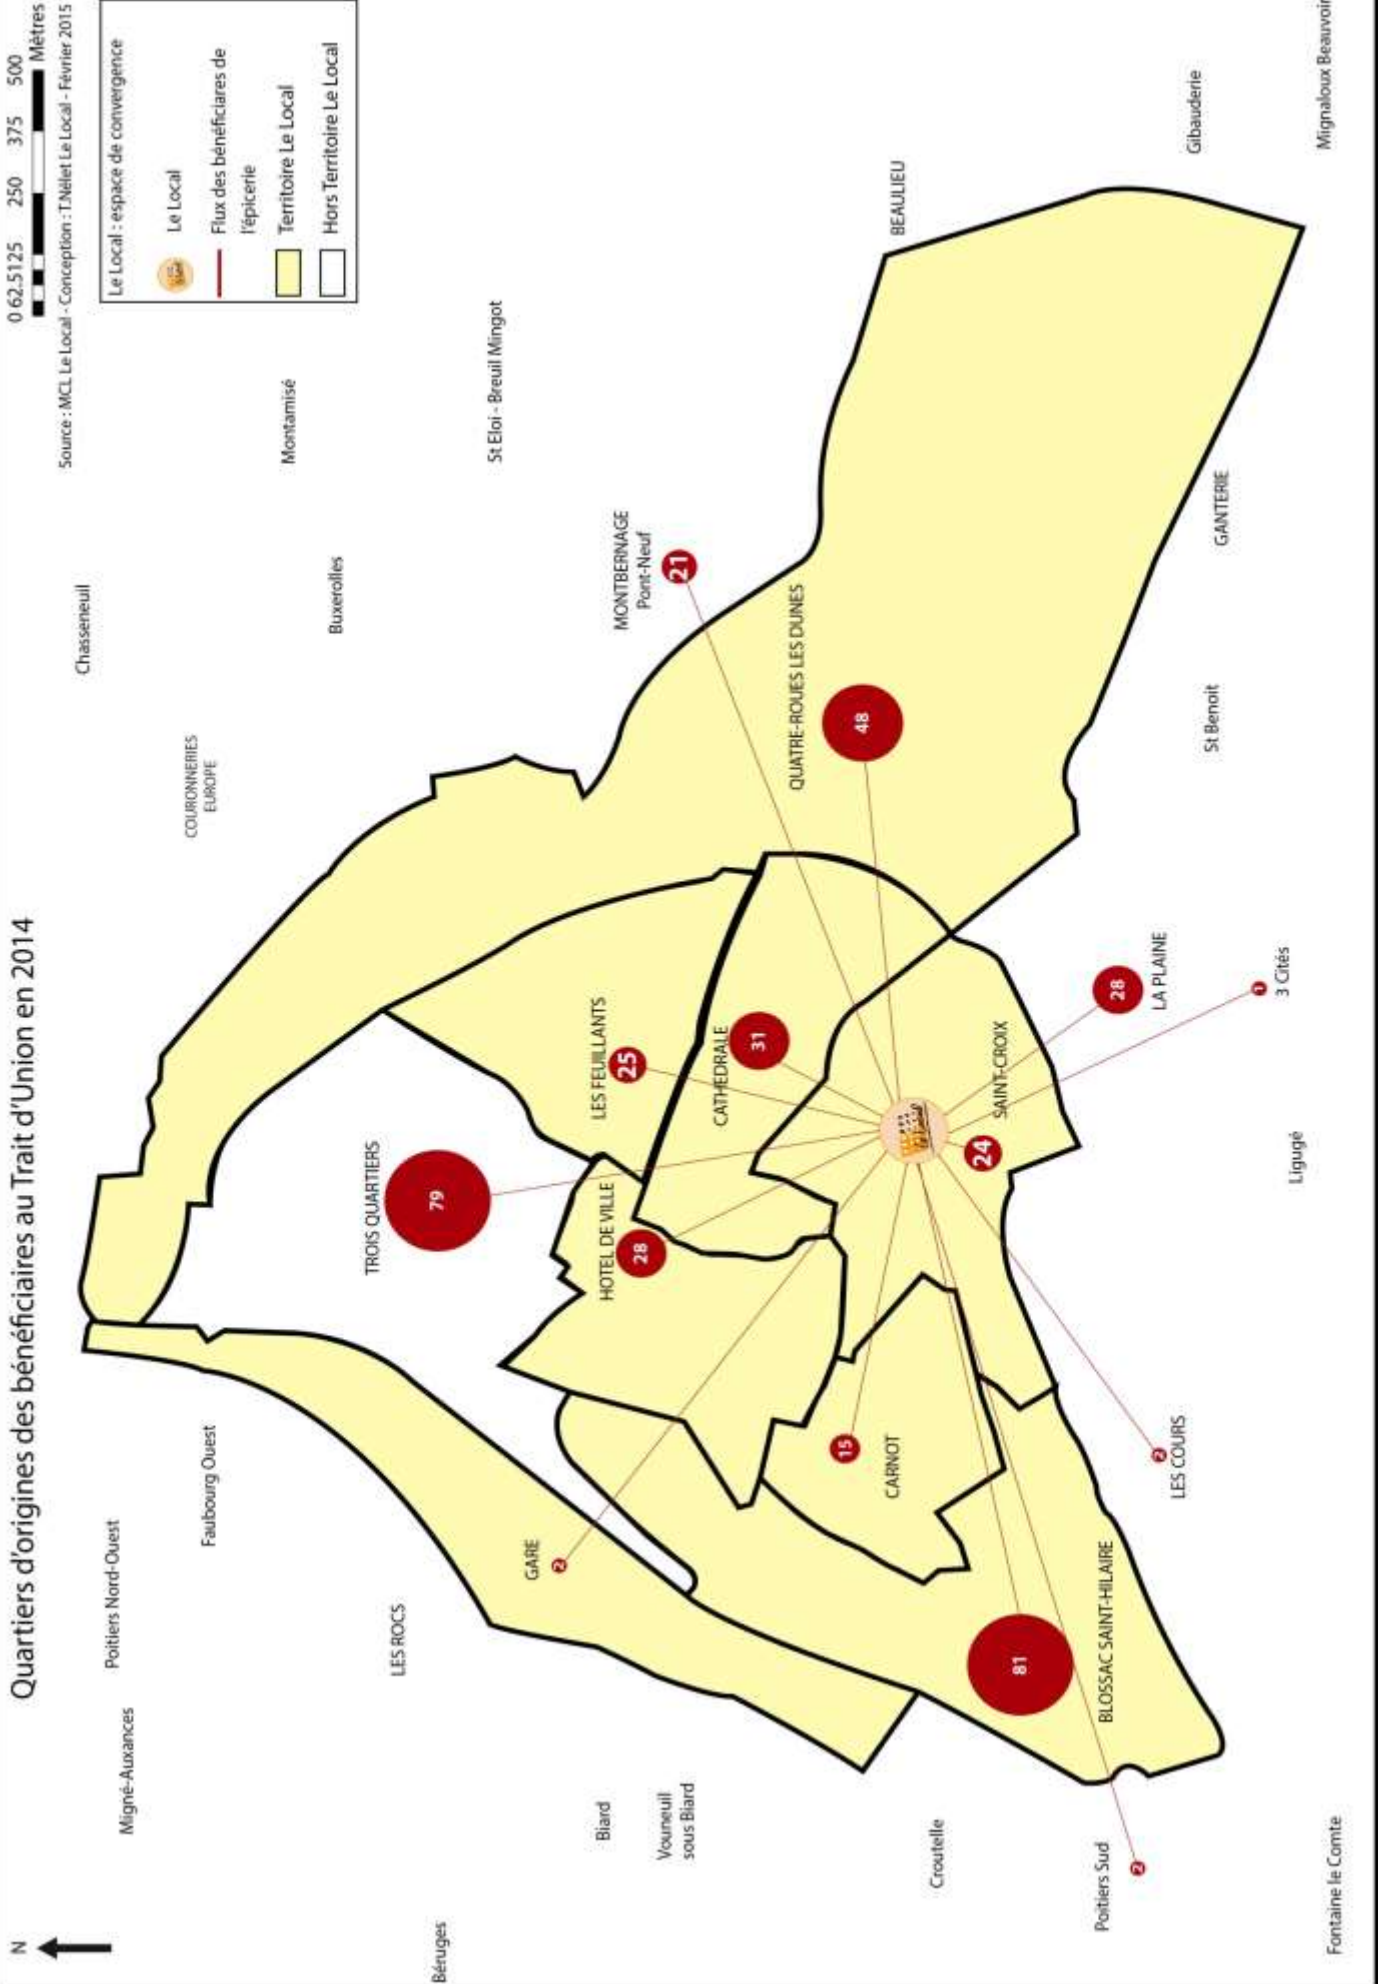 Quartiers d'origines des bénéficiaires au Trait d'Union en 2014
N
0 62.5125 250 375 500
Mètres
Source : MCL Le Local - Conception : T.Nélet Le Local - Février 2015
Le Local : espace de convergence
Le Local
Flux des bénéficiares de
l'épicerie
Territoire Le Local
Hors Territoire Le Local
Chasseneuil
Migné-Auxances
Poitiers Nord-Ouest
Faubourg Ouest
COURONNERIES
EUROPE
Buxerolles
Montamisé
St Eloi - Breuil Mingot
Béruges
LES ROCS
TROIS QUARTIERS
79
GARE
2
HOTEL DE VILLE
28
LES FEUILLANTS
25
MONTBERNAGE
Pont-Neuf
21
Biard
Vouneuil
sous Biard
CATHEDRALE
31
QUATRE-ROUES LES DUNES
48
BEAULIEU
15
CARNOT
Croutelle
81
24
SAINT-CROIX
BLOSSAC SAINT-HILAIRE
Poitiers Sud
2
28
LA PLAINE
2
LES COURS
St Benoit
GANTERIE
Gibauderie
1
3 Cités
Ligugé
Fontaine le Comte
Mignaloux Beauvoir